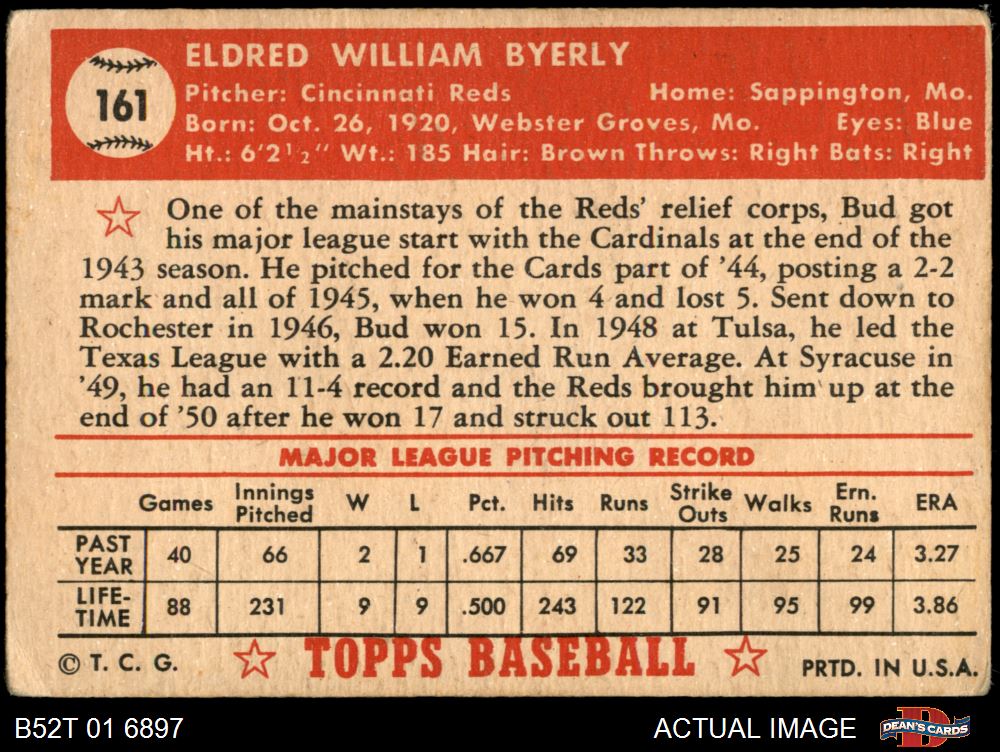 161
ELDRED WILLIAM BYERLY
Pitcher: Cincinnati Reds Home: Sappington, Mo.
Born: Oct. 26, 1920, Webster Groves, Mo. Eyes: Blue
Ht.: 6'2 1/2" Wt.: 185 Hair: Brown Throws: Right Bats: Right
One of the mainstays of the Reds' relief corps, Bud got
his major league start with the Cardinals at the end of the
1943 season. He pitched for the Cards part of '44, posting a 2-2
mark and all of 1945, when he won 4 and lost 5. Sent down to
Rochester in 1946, Bud won 15. In 1948 at Tulsa, he led the
Texas League with a 2.20 Earned Run Average. At Syracuse in
'49, he had an 11-4 record and the Reds brought him up at the
end of '50 after he won 17 and struck out 113.
MAJOR LEAGUE PITCHING RECORD
Games Innings Pitched W L Pct. Hits Runs Strike Outs Walks Ern. Runs ERA
PAST YEAR 40 66 2 1 .667 69 33 28 25 24 3.27
LIFE-TIME 88 231 9 9 .500 243 122 91 95 99 3.86
© T. C. G. TOPPS BASEBALL PRTD. IN U.S.A.
B52T 01 6897 ACTUAL IMAGE DEAN'S CARDS